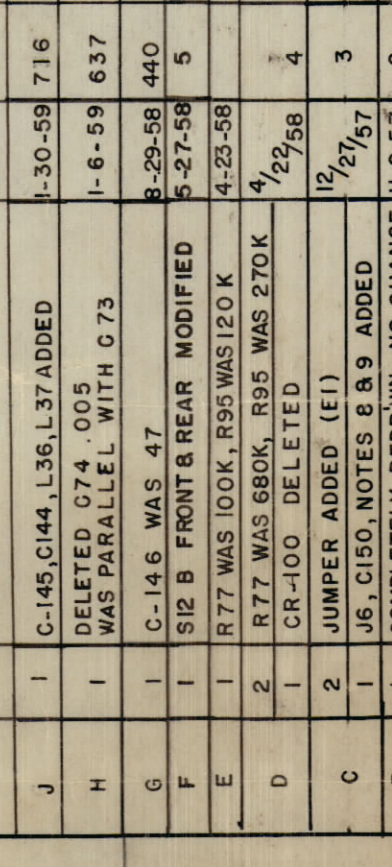 J 1 C-145, C144, L36, L37 ADDED 1-30-59 716
H 1 DELETED C74 .005 1-6-59 637
WAS PARALLEL WITH C73
G 1 C-146 WAS 47 8-29-58 440
F 1 S12 B FRONT & REAR MODIFIED 5-27-58 5
E 1 R77 WAS 100K, R95 WAS 120K 4-23-58
D 2 R77 WAS 680K, R95 WAS 270K 4/22/58 4
1 CR-100 DELETED
C 2 JUMPER ADDED (E1) 12/27/57 3
1 J6, C150, NOTES 8 & 9 ADDED